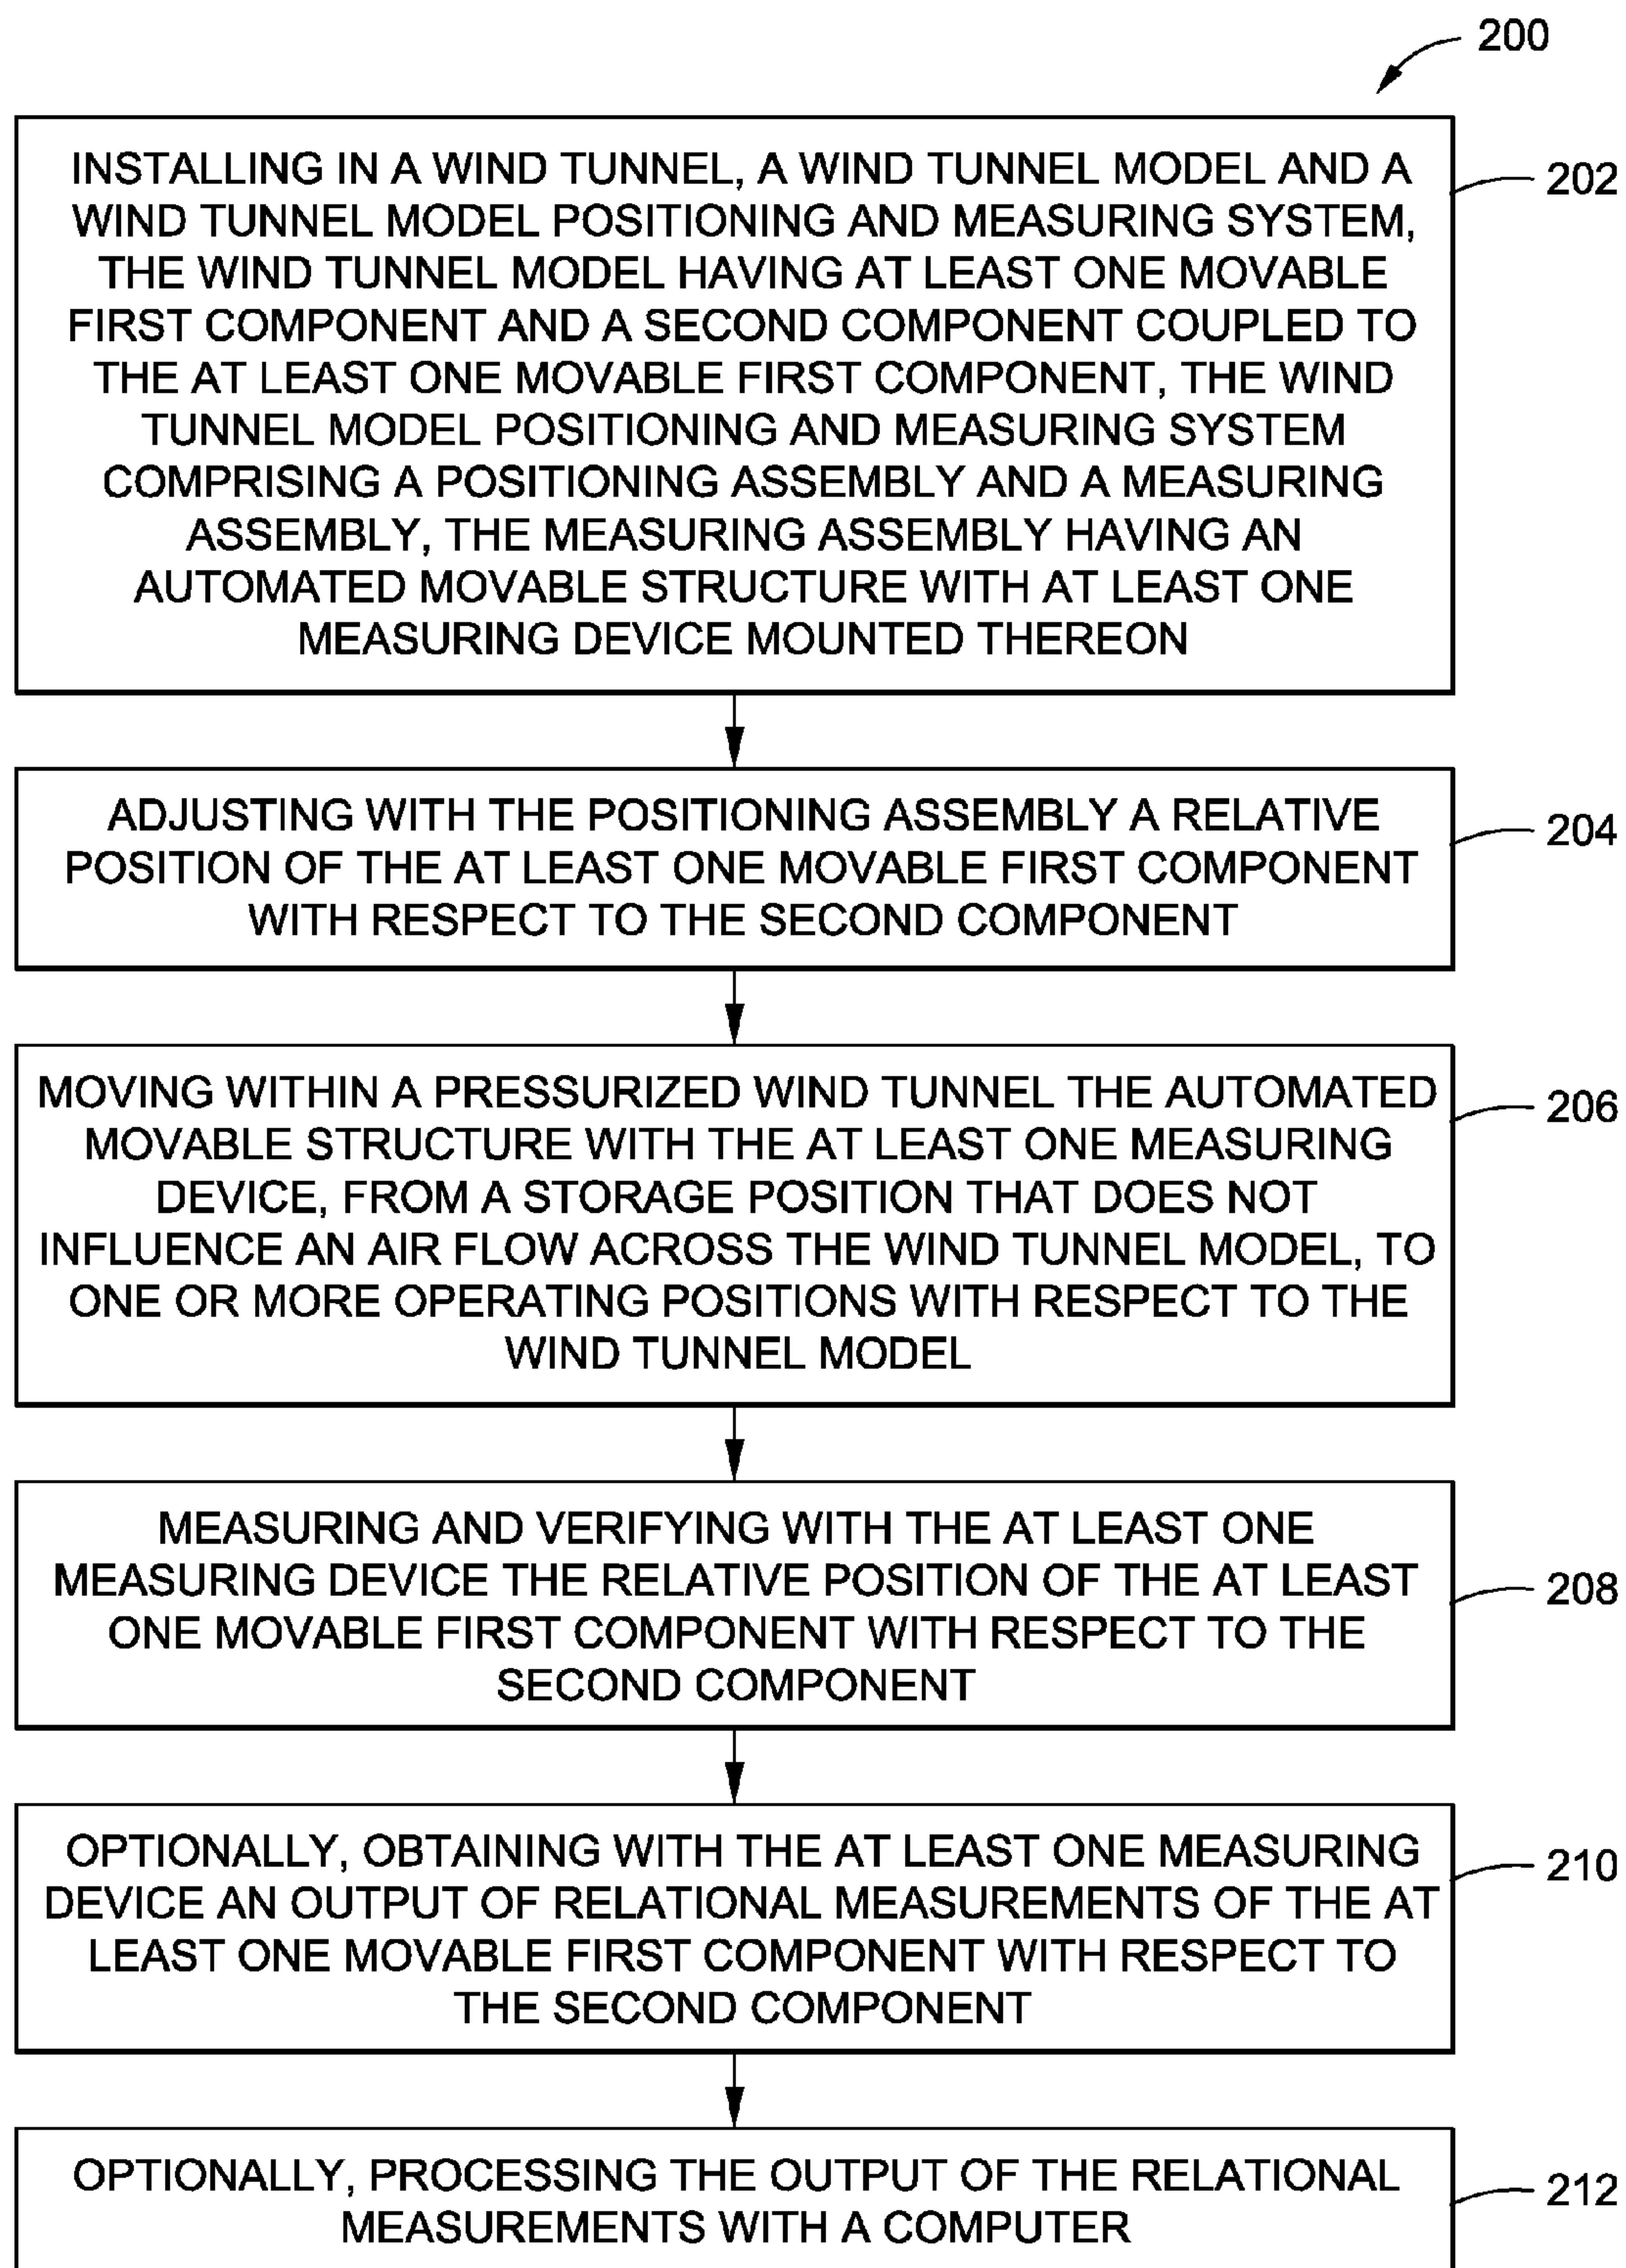 200
INSTALLING IN A WIND TUNNEL, A WIND TUNNEL MODEL AND A
WIND TUNNEL MODEL POSITIONING AND MEASURING SYSTEM,
THE WIND TUNNEL MODEL HAVING AT LEAST ONE MOVABLE
FIRST COMPONENT AND A SECOND COMPONENT COUPLED TO
THE AT LEAST ONE MOVABLE FIRST COMPONENT, THE WIND
TUNNEL MODEL POSITIONING AND MEASURING SYSTEM
COMPRISING A POSITIONING ASSEMBLY AND A MEASURING
ASSEMBLY, THE MEASURING ASSEMBLY HAVING AN
AUTOMATED MOVABLE STRUCTURE WITH AT LEAST ONE
MEASURING DEVICE MOUNTED THEREON
202
ADJUSTING WITH THE POSITIONING ASSEMBLY A RELATIVE
POSITION OF THE AT LEAST ONE MOVABLE FIRST COMPONENT
WITH RESPECT TO THE SECOND COMPONENT
204
MOVING WITHIN A PRESSURIZED WIND TUNNEL THE AUTOMATED
MOVABLE STRUCTURE WITH THE AT LEAST ONE MEASURING
DEVICE, FROM A STORAGE POSITION THAT DOES NOT
INFLUENCE AN AIR FLOW ACROSS THE WIND TUNNEL MODEL, TO
ONE OR MORE OPERATING POSITIONS WITH RESPECT TO THE
WIND TUNNEL MODEL
206
MEASURING AND VERIFYING WITH THE AT LEAST ONE
MEASURING DEVICE THE RELATIVE POSITION OF THE AT LEAST
ONE MOVABLE FIRST COMPONENT WITH RESPECT TO THE
SECOND COMPONENT
208
OPTIONALLY, OBTAINING WITH THE AT LEAST ONE MEASURING
DEVICE AN OUTPUT OF RELATIONAL MEASUREMENTS OF THE AT
LEAST ONE MOVABLE FIRST COMPONENT WITH RESPECT TO
THE SECOND COMPONENT
210
OPTIONALLY, PROCESSING THE OUTPUT OF THE RELATIONAL
MEASUREMENTS WITH A COMPUTER
212